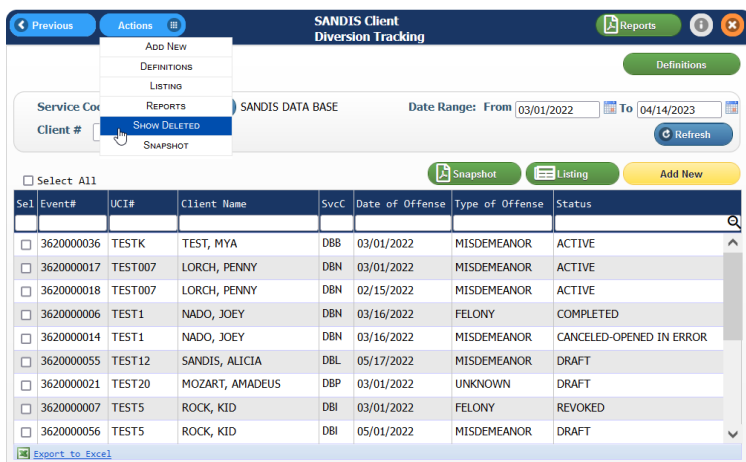 Previous
Actions
SANDIS Client
Diversion Tracking
Reports
Add New
Definitions
Listing
Reports
Show Deleted
Snapshot
Definitions
SANDIS DATA BASE
Date Range: From 03/01/2022 To 04/14/2023
Client #
Refresh
Snapshot
Listing
Add New
Select All
Sel Event# UCI# Client Name SvcC Date of Offense Type of Offense Status
3620000036 TESTK TEST, MYA DBB 03/01/2022 MISDEMEANOR ACTIVE
3620000017 TEST007 LORCH, PENNY DBN 03/01/2022 MISDEMEANOR ACTIVE
3620000018 TEST007 LORCH, PENNY DBN 02/15/2022 MISDEMEANOR ACTIVE
3620000006 TEST1 NADO, JOEY DBN 03/16/2022 FELONY COMPLETED
3620000014 TEST1 NADO, JOEY DBN 03/16/2022 MISDEMEANOR CANCELED-OPENED IN ERROR
3620000055 TEST12 SANDIS, ALICIA DBL 05/17/2022 MISDEMEANOR DRAFT
3620000021 TEST20 MOZART, AMADEUS DBP 03/01/2022 UNKNOWN DRAFT
3620000007 TEST5 ROCK, KID DBI 03/01/2022 FELONY REVOKED
3620000056 TEST5 ROCK, KID DBI 05/01/2022 MISDEMEANOR DRAFT
Export to Excel